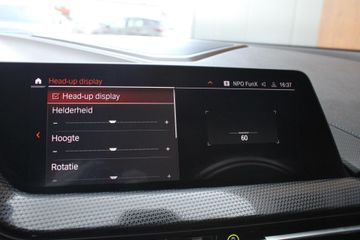 Head-up display
NPO FunX
16:37
Head-up display
Helderheid
- +
Hoogte
- +
60
Rotatie
- +